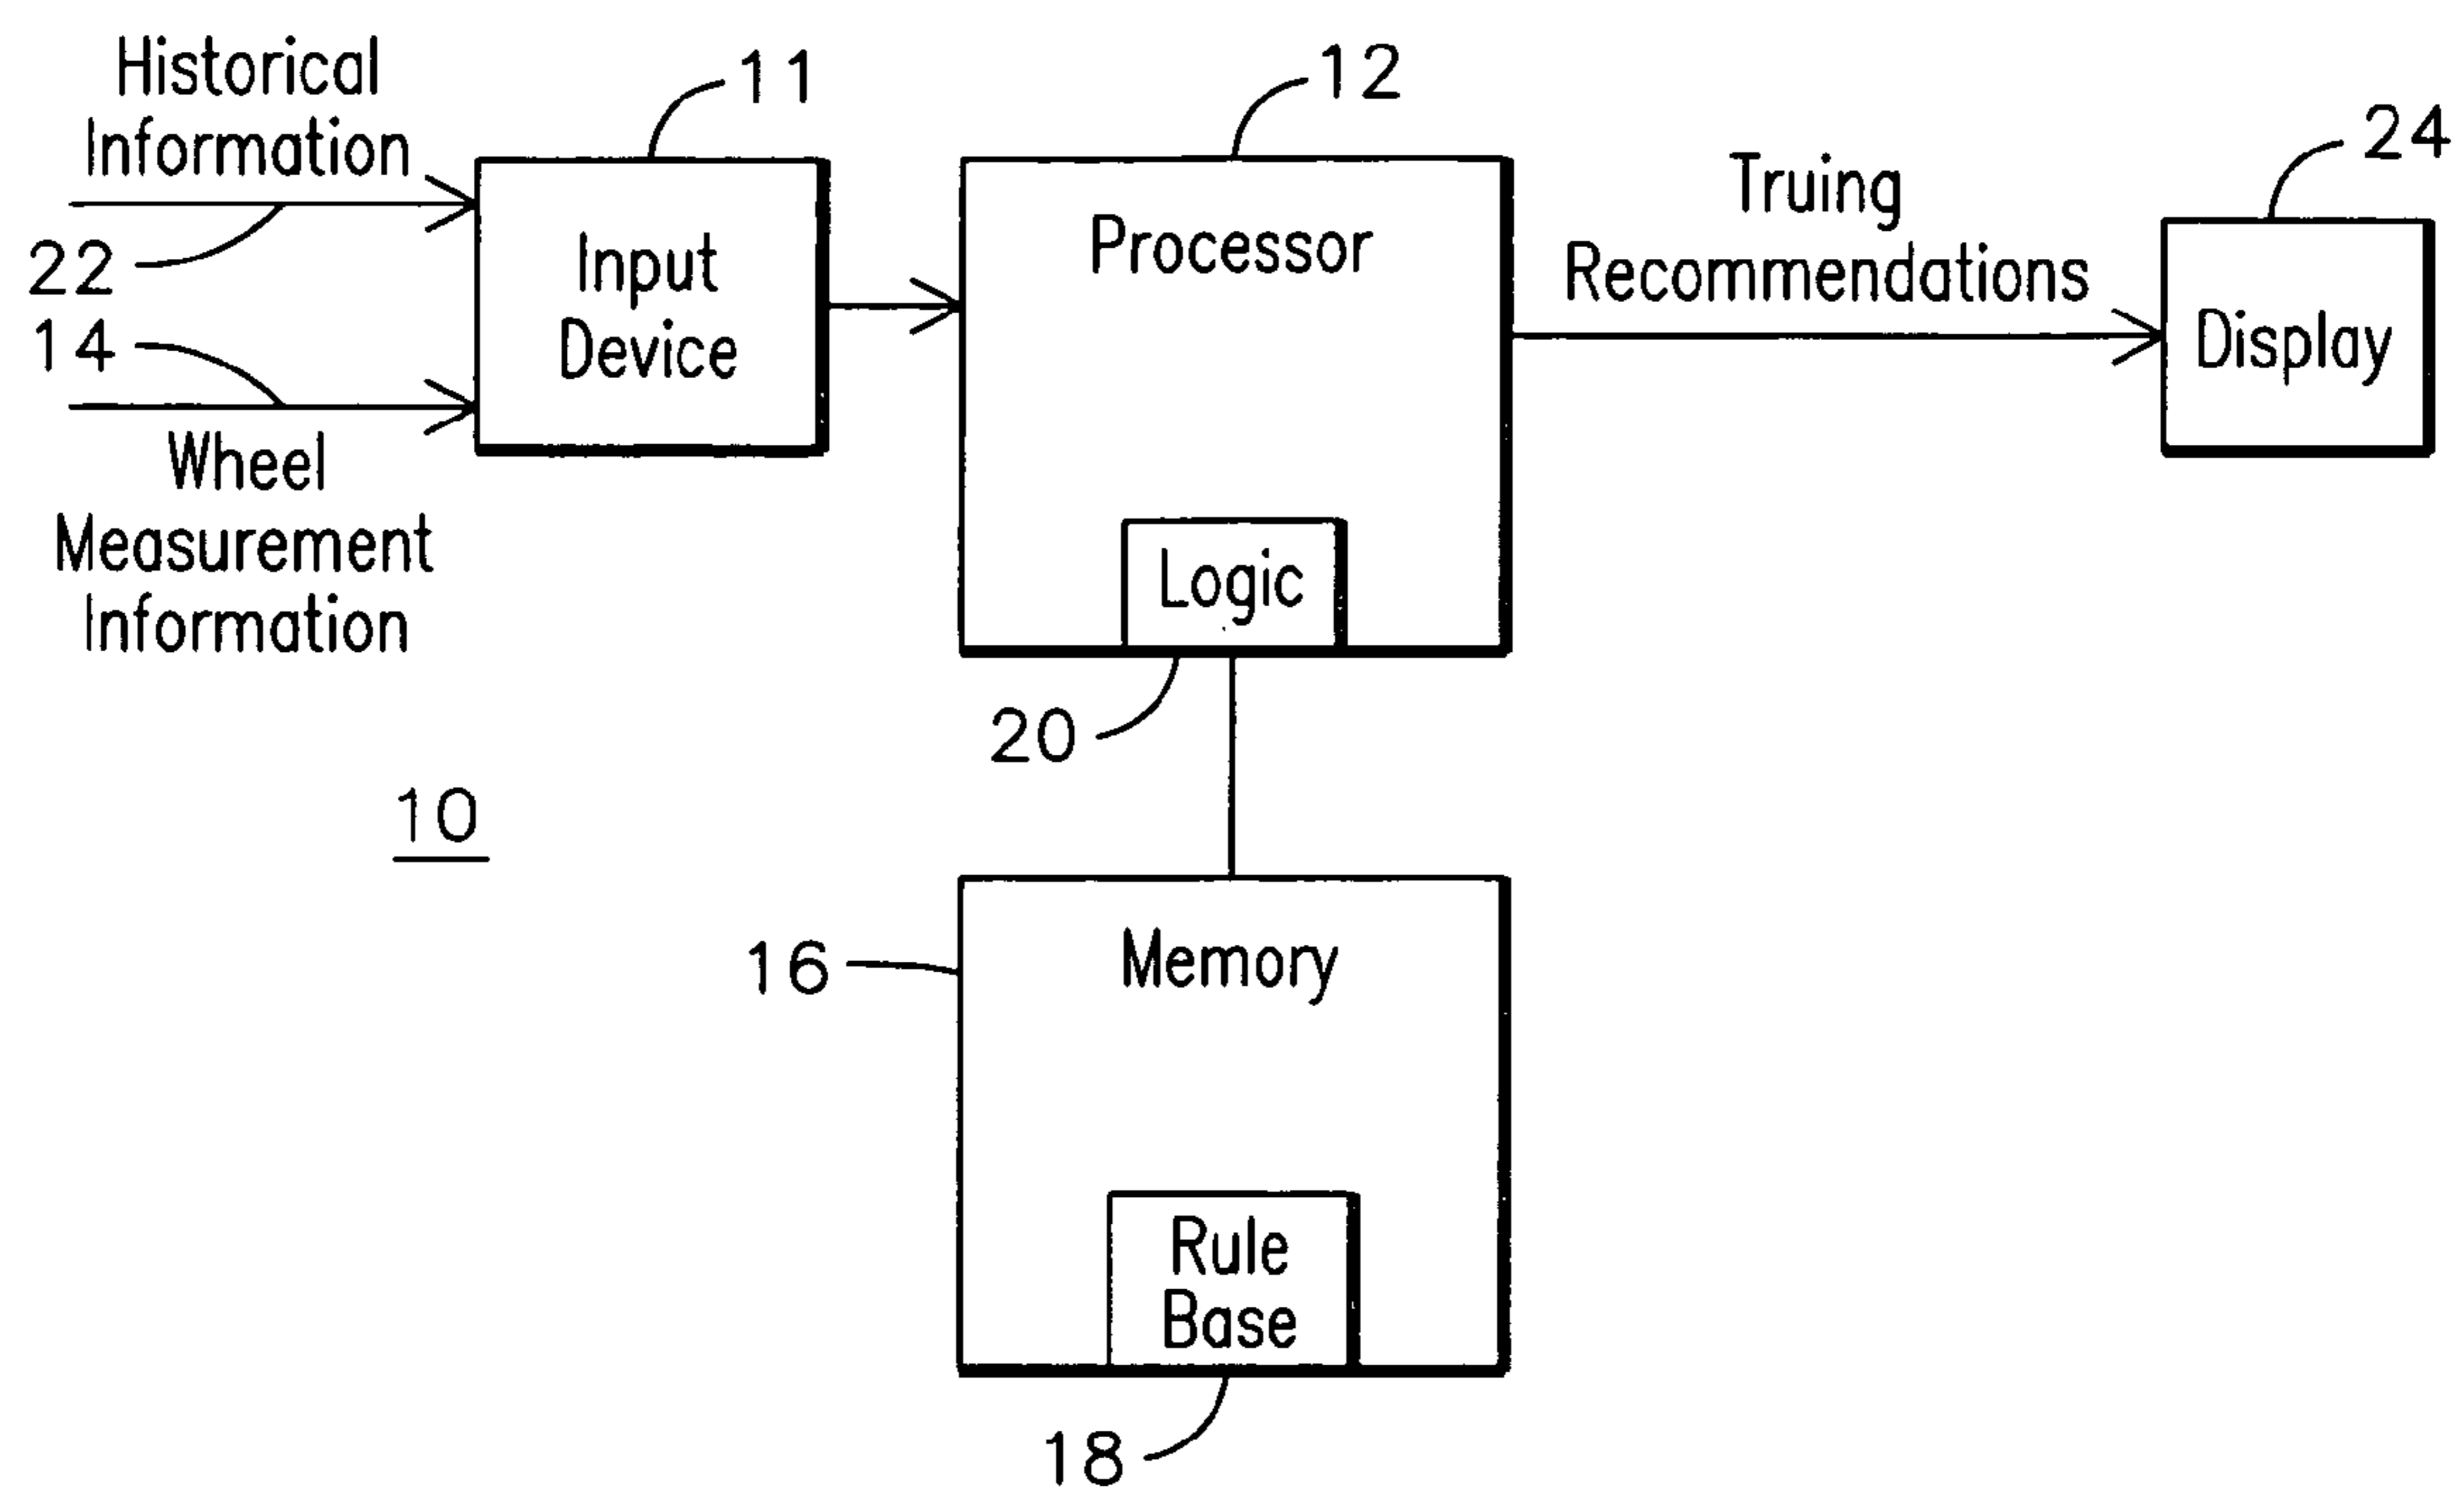 Historical
Information
22
14
Wheel
Measurement
Information
11
Input
Device
12
Processor
Logic
20
Truing
Recommendations
24
Display
10
16
Memory
Rule
Base
18